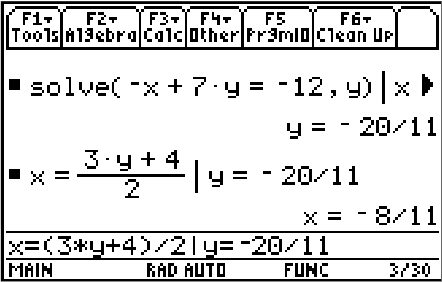 F1▾ F2▾ F3▾ F4▾ F5 F6▾
Tools Algebra Calc Other PrgmIO Clean Up
▪ solve(⁻x + 7·y = ⁻12, y) | x ▶
y = ⁻20/11
▪ x = (3·y + 4)/2 | y = ⁻20/11
x = ⁻8/11
x=(3*y+4)/2|y=⁻20/11
MAIN RAD AUTO FUNC 3/30